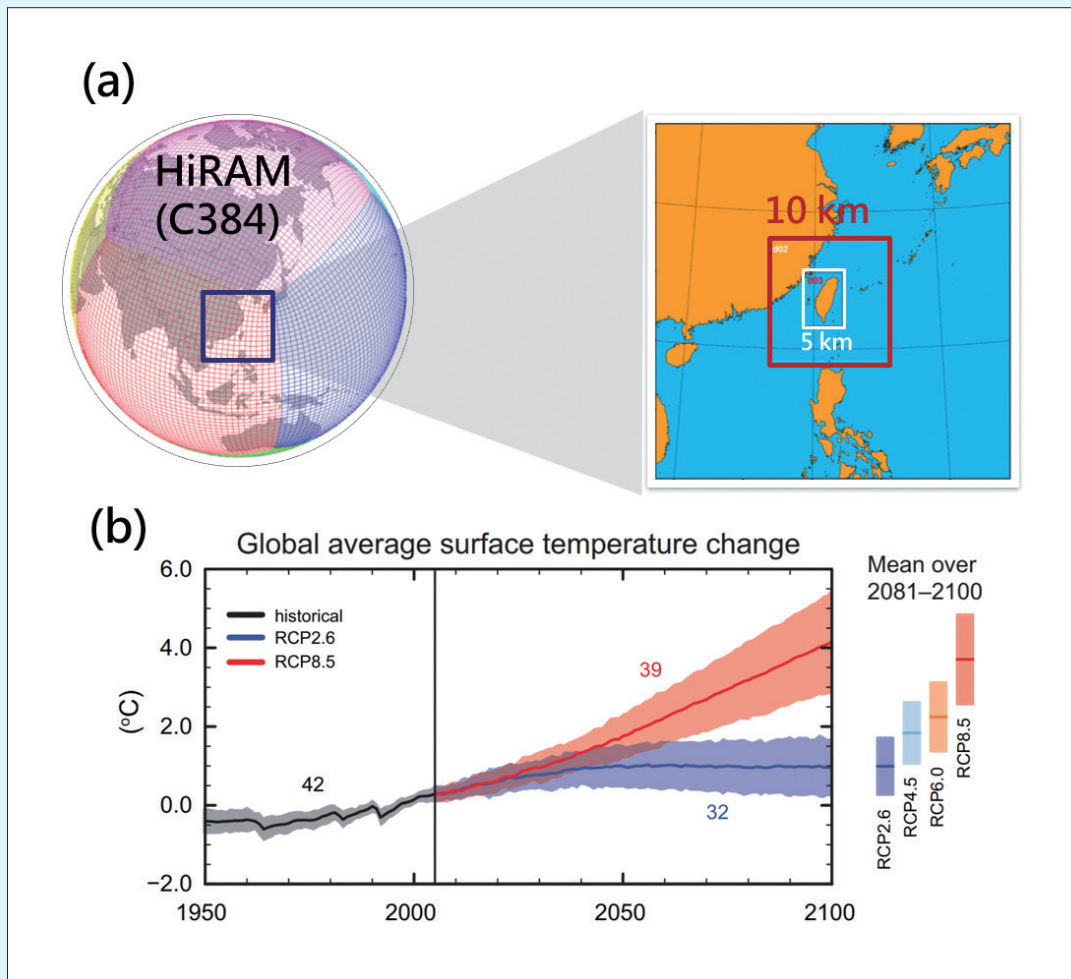 (a)
HiRAM
(C384)
10 km
d02
d03
5 km
(b)
Global average surface temperature change
Mean over
2081–2100
6.0
4.0
2.0
0.0
−2.0
(°C)
historical
RCP2.6
RCP8.5
42
39
32
1950
2000
2050
2100
RCP2.6
RCP4.5
RCP6.0
RCP8.5